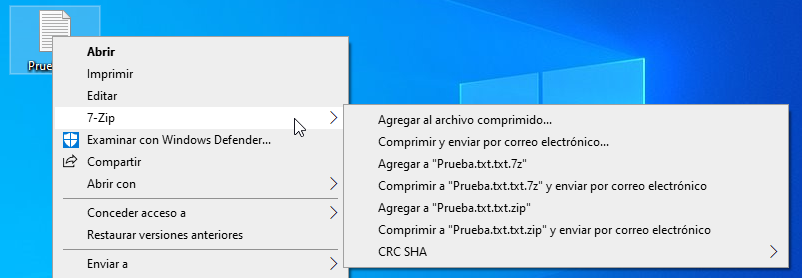 Abrir
Imprimir
Editar
7-Zip
Examinar con Windows Defender...
Compartir
Abrir con
Conceder acceso a
Restaurar versiones anteriores
Enviar a
Agregar al archivo comprimido...
Comprimir y enviar por correo electrónico...
Agregar a "Prueba.txt.txt.7z"
Comprimir a "Prueba.txt.txt.7z" y enviar por correo electrónico
Agregar a "Prueba.txt.txt.zip"
Comprimir a "Prueba.txt.txt.zip" y enviar por correo electrónico
CRC SHA